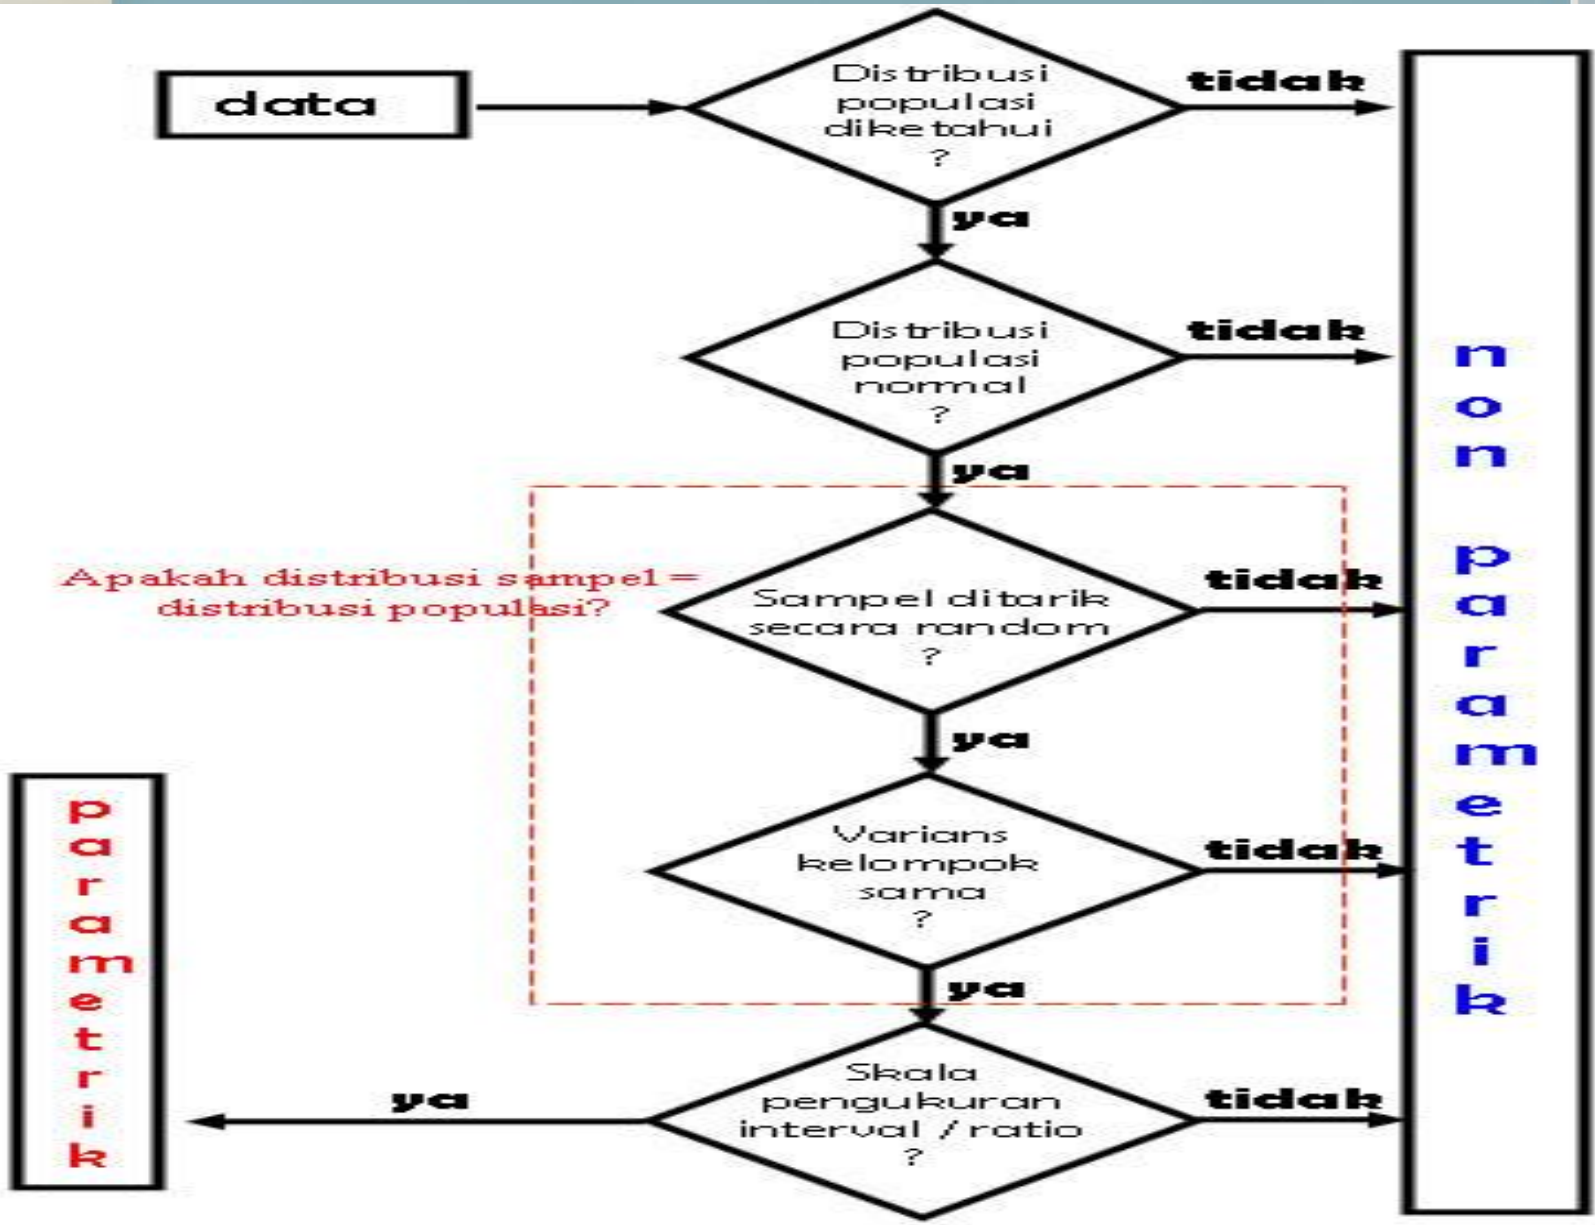 data
Distribusi
populasi
diketahui
?
tidak
ya
Distribusi
populasi
normal
?
tidak
ya
Apakah distribusi sampel =
distribusi populasi?
Sampel ditarik
secara random
?
tidak
ya
Varians
kelompok
sama
?
tidak
ya
Skala
pengukuran
interval / ratio
?
ya
tidak
parametrik
non parametrik